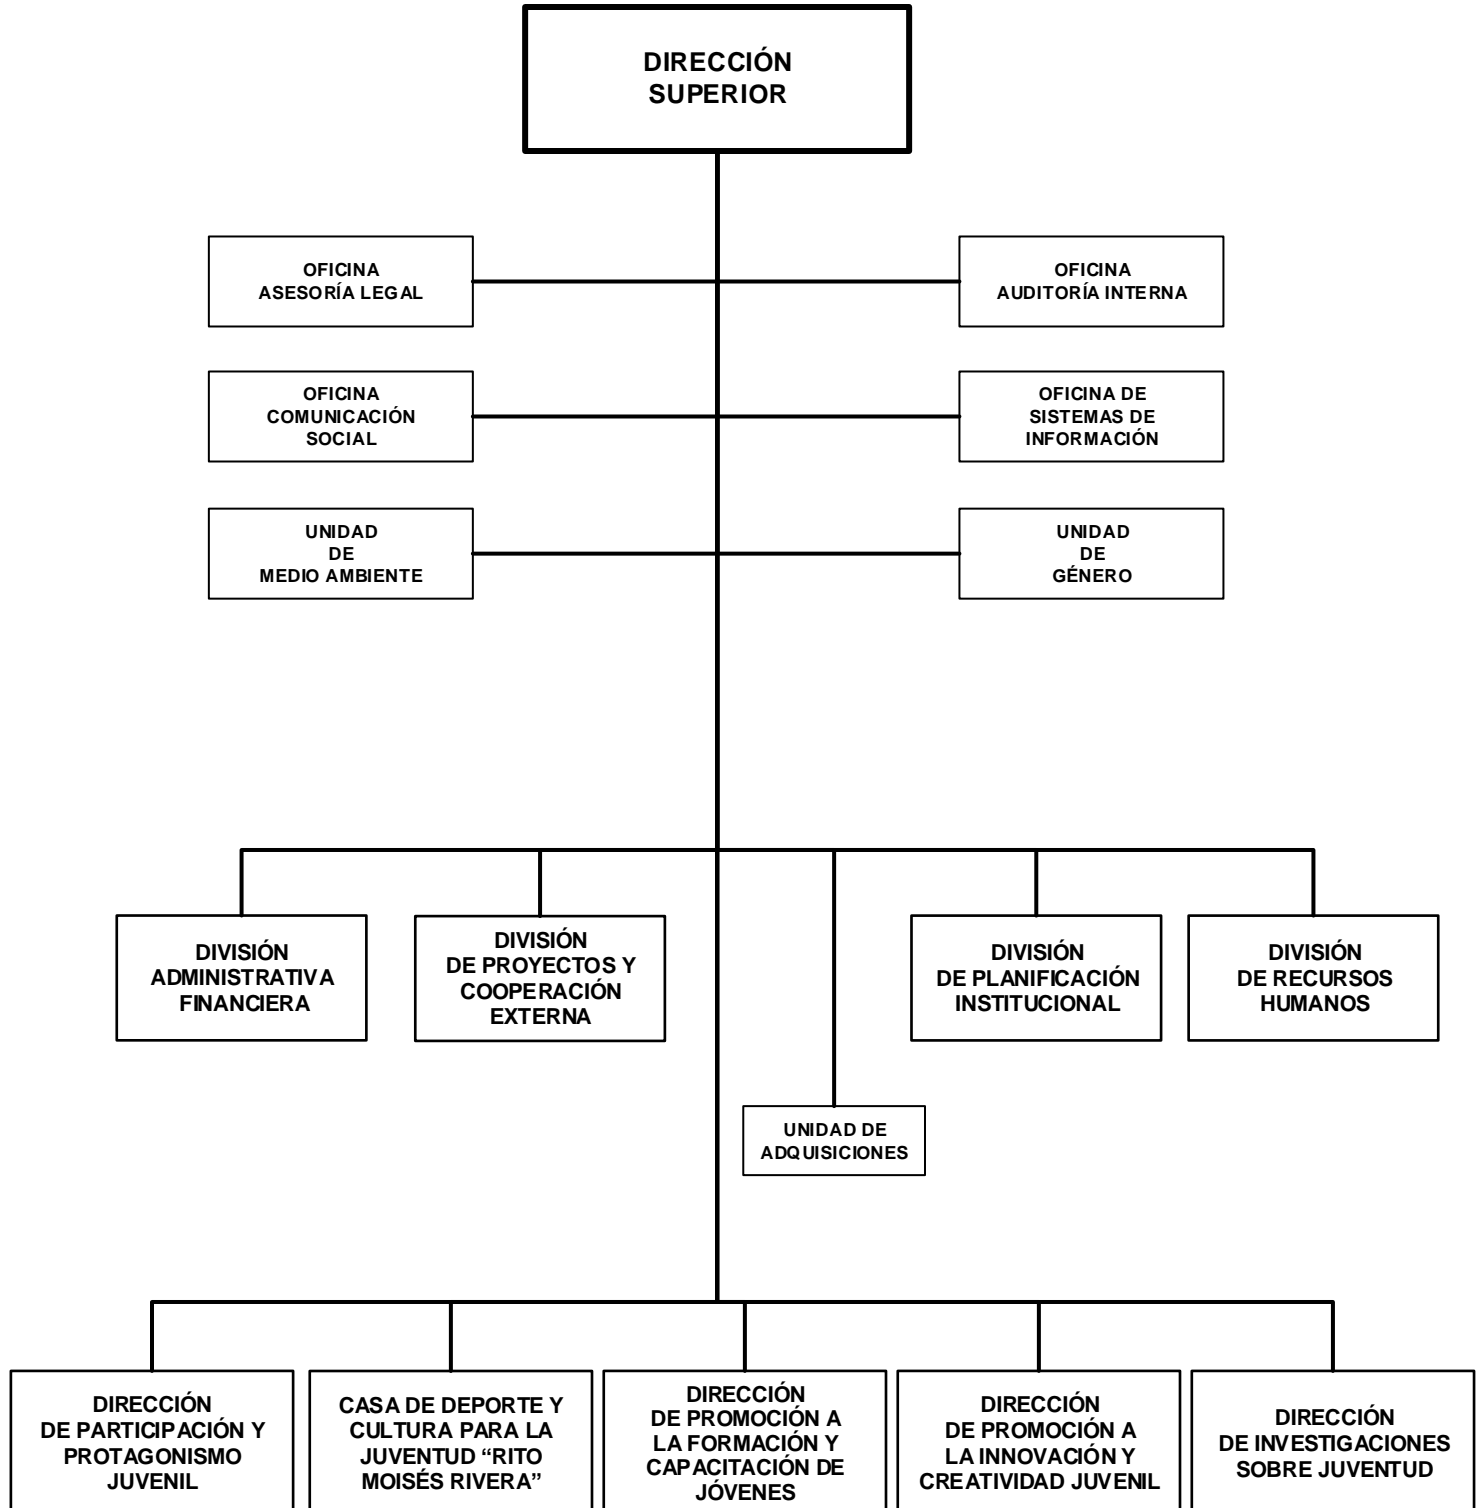 DIRECCIÓN
SUPERIOR
OFICINA
ASESORÍA LEGAL
OFICINA
AUDITORÍA INTERNA
OFICINA
COMUNICACIÓN
SOCIAL
OFICINA DE
SISTEMAS DE
INFORMACIÓN
UNIDAD
DE
MEDIO AMBIENTE
UNIDAD
DE
GÉNERO
DIVISIÓN
ADMINISTRATIVA
FINANCIERA
DIVISIÓN
DE PROYECTOS Y
COOPERACIÓN
EXTERNA
DIVISIÓN
DE PLANIFICACIÓN
INSTITUCIONAL
DIVISIÓN
DE RECURSOS
HUMANOS
UNIDAD DE
ADQUISICIONES
DIRECCIÓN
DE PARTICIPACIÓN Y
PROTAGONISMO
JUVENIL
CASA DE DEPORTE Y
CULTURA PARA LA
JUVENTUD “RITO
MOISÉS RIVERA”
DIRECCIÓN
DE PROMOCIÓN A
LA FORMACIÓN Y
CAPACITACIÓN DE
JÓVENES
DIRECCIÓN
DE PROMOCIÓN A
LA INNOVACIÓN Y
CREATIVIDAD JUVENIL
DIRECCIÓN
DE INVESTIGACIONES
SOBRE JUVENTUD